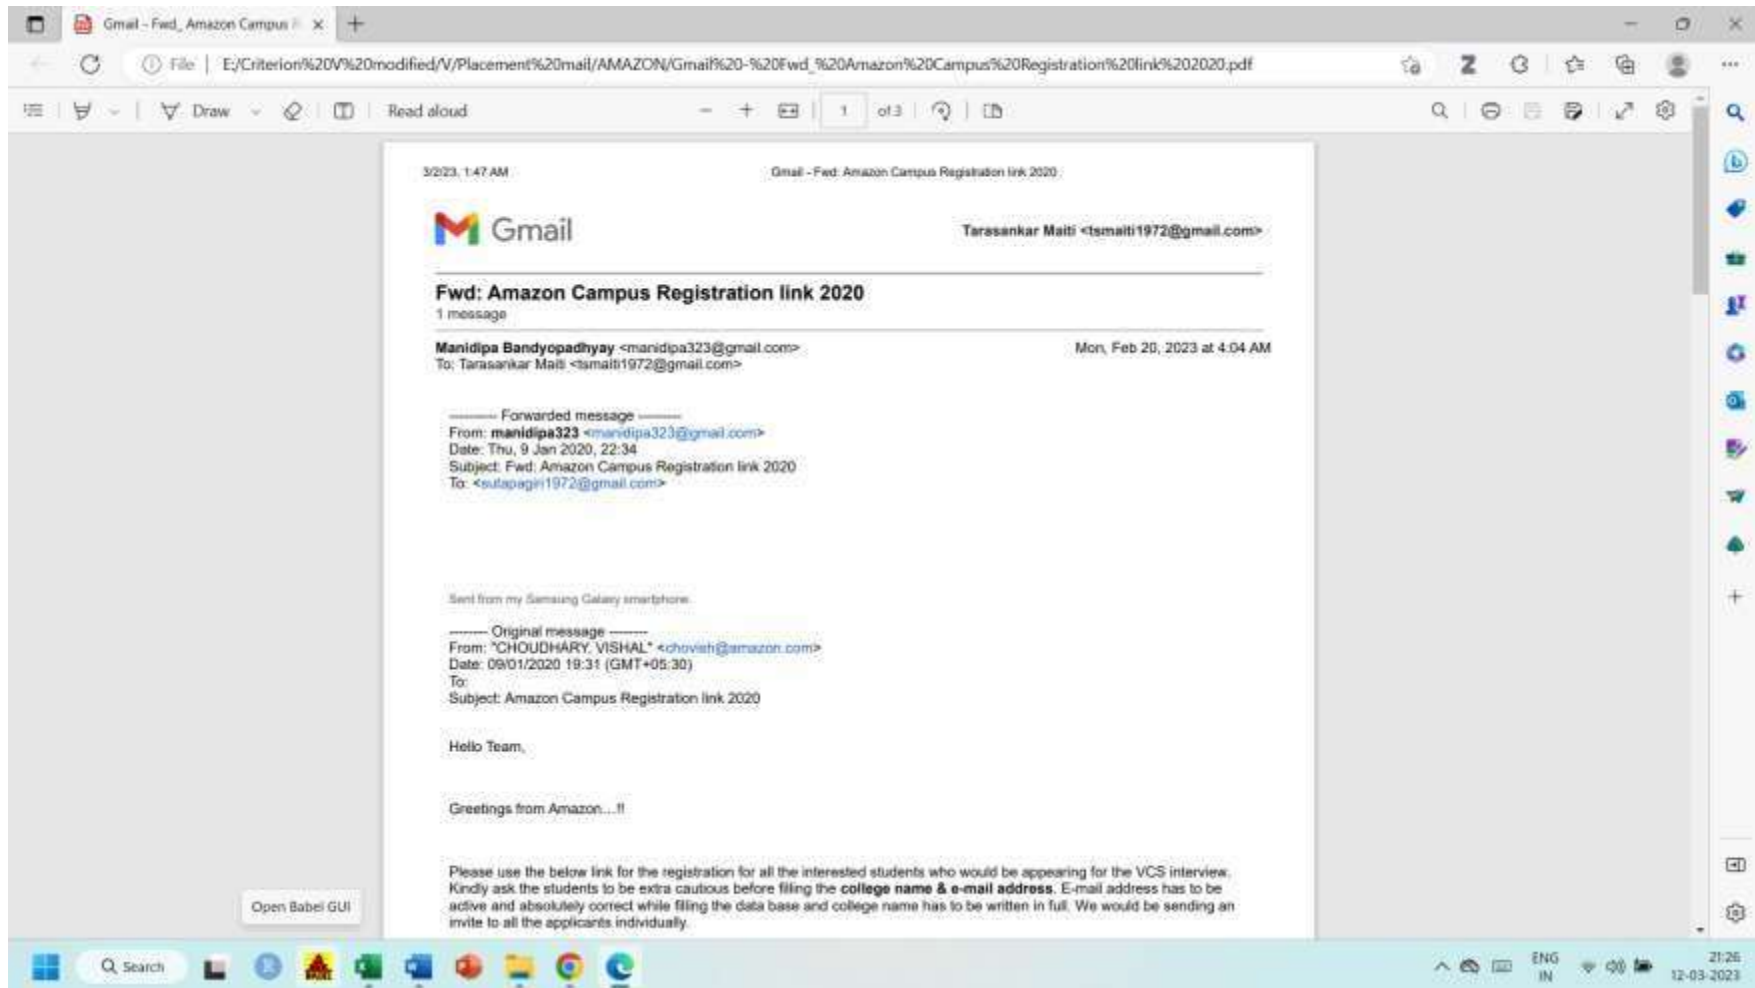 Gmail - Fwd_ Amazon Campus
File | E:/Criterion%20V%20modified/V/Placement%20mail/AMAZON/Gmail%20-%20Fwd_%20Amazon%20Campus%20Registration%20link%202020.pdf
Draw Read aloud 1 of 3
3/2/23, 1:47 AM Gmail - Fwd: Amazon Campus Registration link 2020
Gmail Tarasankar Maiti <tsmaiti1972@gmail.com>
Fwd: Amazon Campus Registration link 2020
1 message
Manidipa Bandyopadhyay <manidipa323@gmail.com> Mon, Feb 20, 2023 at 4:04 AM
To: Tarasankar Maiti <tsmaiti1972@gmail.com>
---------- Forwarded message ---------
From: manidipa323 <manidipa323@gmail.com>
Date: Thu, 9 Jan 2020, 22:34
Subject: Fwd: Amazon Campus Registration link 2020
To: <sutapagiri1972@gmail.com>
Sent from my Samsung Galaxy smartphone.
-------- Original message --------
From: "CHOUDHARY, VISHAL" <chovish@amazon.com>
Date: 09/01/2020 19:31 (GMT+05:30)
To:
Subject: Amazon Campus Registration link 2020
Hello Team,
Greetings from Amazon...!!
Please use the below link for the registration for all the interested students who would be appearing for the VCS interview.
Kindly ask the students to be extra cautious before filing the college name & e-mail address. E-mail address has to be
active and absolutely correct while filling the data base and college name has to be written in full. We would be sending an
invite to all the applicants individually.
Open Babel GUI
Search
ENG
IN
21:26
12-03-2023